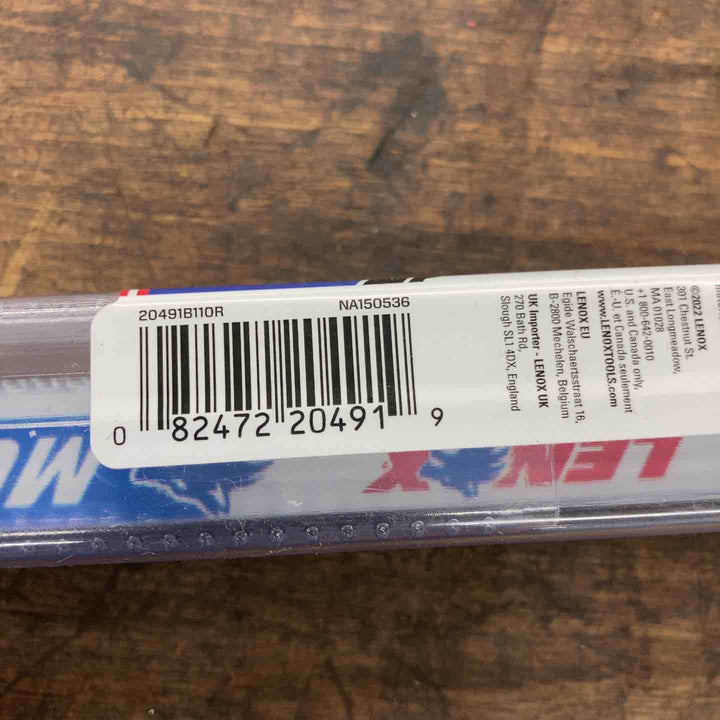 20491B110R NA150536
0 82472 20491 9
©2022 LENOX
301 Chestnut St.
East Longmeadow,
MA 01028
+1 800-642-0010
U.S. and Canada only,
É.-U et Canada seulement
www.LENOXTOOLS.com
LENOX EU
Egide Walschaertsstraat 16,
B-2800 Mechelen, Belgium
UK Importer - LENOX UK
270 Bath Rd,
Slough SL1 4DX, England
LENOX